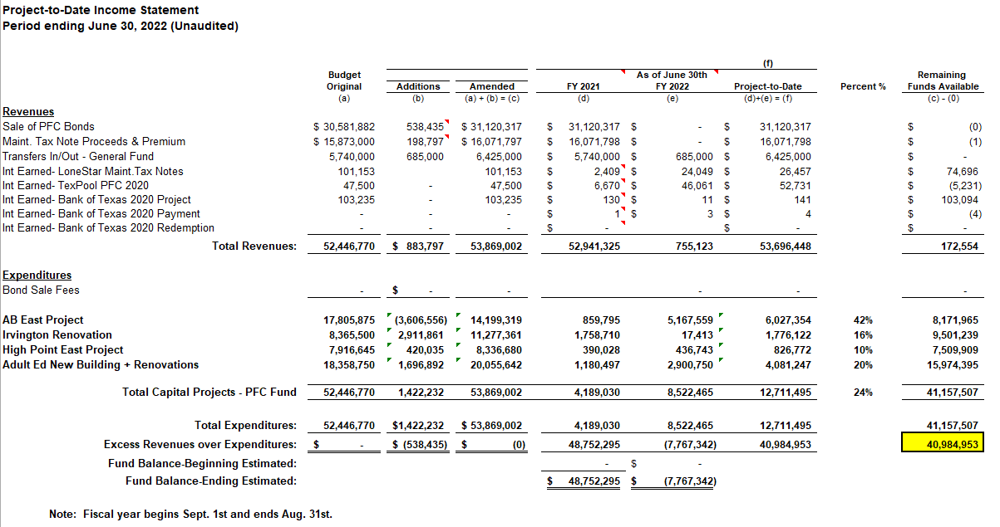 Project-to-Date Income Statement
Period ending June 30, 2022 (Unaudited)
(f)
Budget As of June 30th Remaining
Original Additions Amended FY 2021 FY 2022 Project-to-Date Percent % Funds Available
(a) (b) (a) + (b) = (c) (d) (e) (d)+(e) = (f) (c) - (0)
Revenues
Sale of PFC Bonds $ 30,581,882 538,435 $ 31,120,317 $ 31,120,317 $ - $ 31,120,317 $ (0)
Maint. Tax Note Proceeds & Premium $ 15,873,000 198,797 $ 16,071,797 $ 16,071,798 $ - $ 16,071,798 $ (1)
Transfers In/Out - General Fund 5,740,000 685,000 6,425,000 $ 5,740,000 $ 685,000 $ 6,425,000 $ -
Int Earned- LoneStar Maint.Tax Notes 101,153 101,153 $ 2,409 $ 24,049 $ 26,457 $ 74,696
Int Earned- TexPool PFC 2020 47,500 - 47,500 $ 6,670 $ 46,061 $ 52,731 $ (5,231)
Int Earned- Bank of Texas 2020 Project 103,235 - 103,235 $ 130 $ 11 $ 141 $ 103,094
Int Earned- Bank of Texas 2020 Payment - - - $ 1 $ 3 $ 4 $ (4)
Int Earned- Bank of Texas 2020 Redemption - - - $ - $ - $ -
Total Revenues: 52,446,770 $ 883,797 53,869,002 52,941,325 755,123 53,696,448 172,554
Expenditures
Bond Sale Fees - $ - - - - -
AB East Project 17,805,875 (3,606,556) 14,199,319 859,795 5,167,559 6,027,354 42% 8,171,965
Irvington Renovation 8,365,500 2,911,861 11,277,361 1,758,710 17,413 1,776,122 16% 9,501,239
High Point East Project 7,916,645 420,035 8,336,680 390,028 436,743 826,772 10% 7,509,909
Adult Ed New Building + Renovations 18,358,750 1,696,892 20,055,642 1,180,497 2,900,750 4,081,247 20% 15,974,395
Total Capital Projects - PFC Fund 52,446,770 1,422,232 53,869,002 4,189,030 8,522,465 12,711,495 24% 41,157,507
Total Expenditures: 52,446,770 $1,422,232 $ 53,869,002 4,189,030 8,522,465 12,711,495 41,157,507
Excess Revenues over Expenditures: $ - $ (538,435) $ (0) 48,752,295 (7,767,342) 40,984,953 40,984,953
Fund Balance-Beginning Estimated: - $ -
Fund Balance-Ending Estimated: $ 48,752,295 $ (7,767,342)
Note: Fiscal year begins Sept. 1st and ends Aug. 31st.